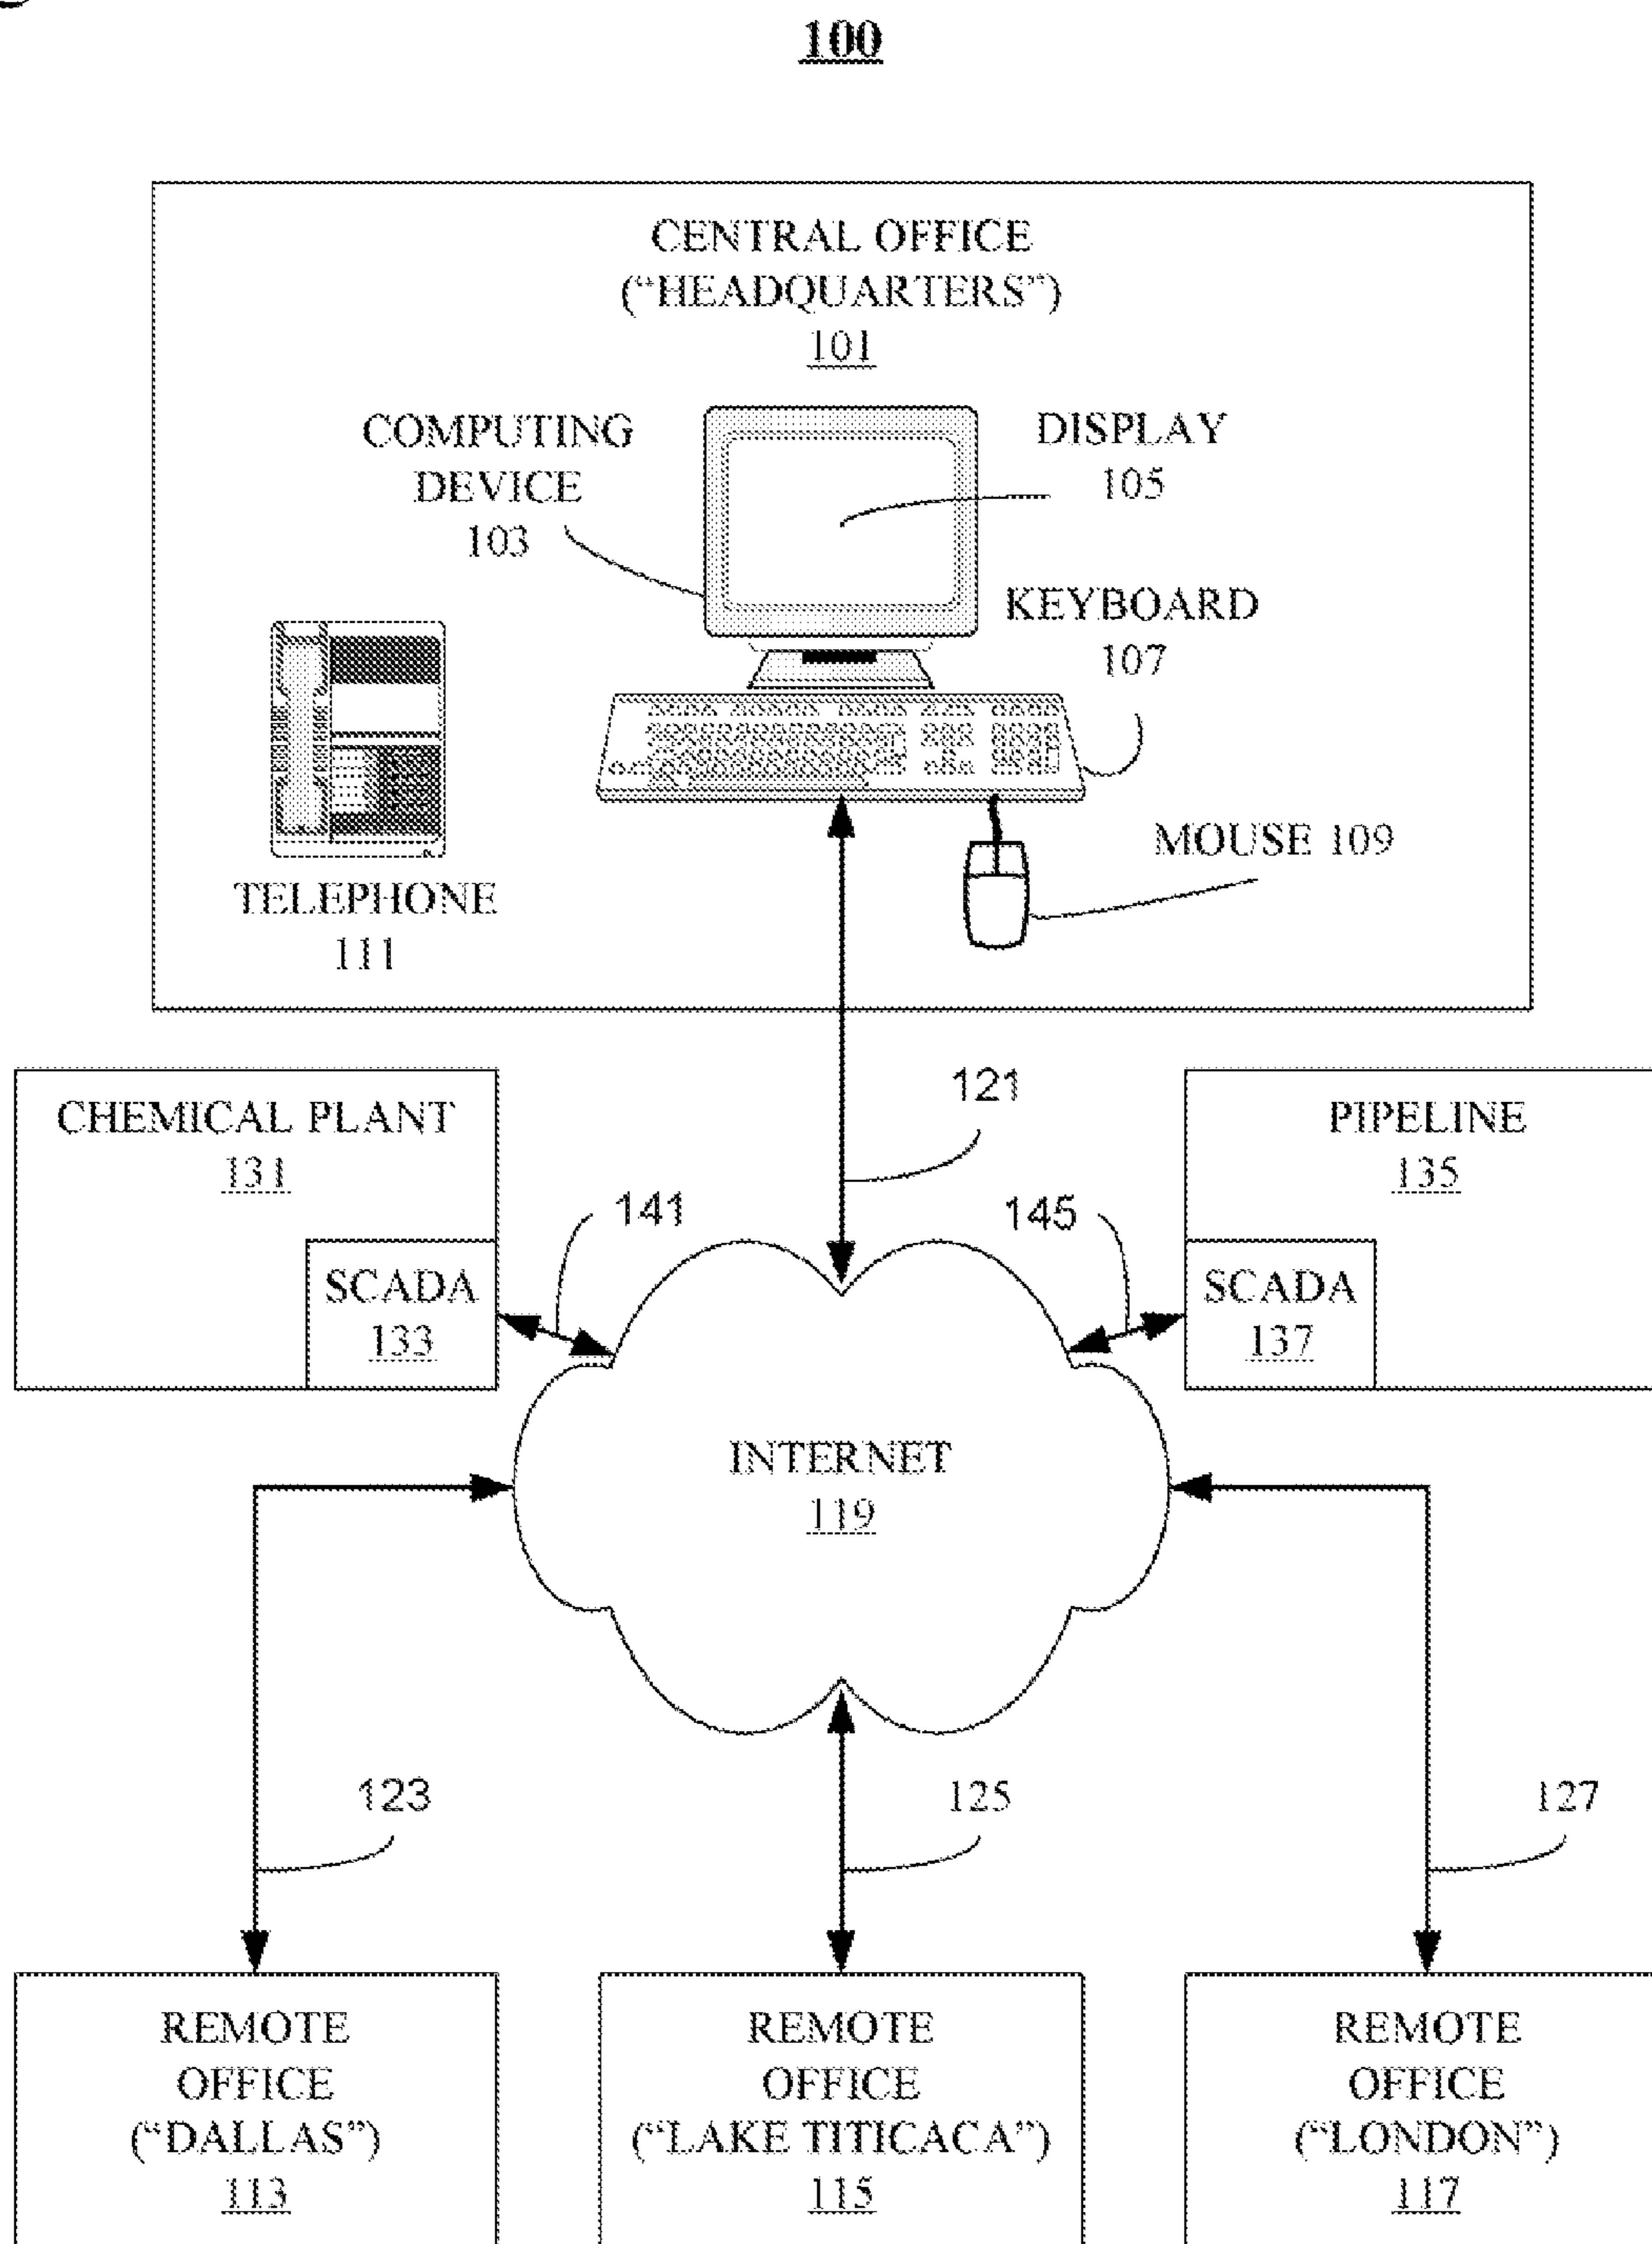 100
CENTRAL OFFICE
("HEADQUARTERS")
101
COMPUTING
DEVICE
103
DISPLAY
105
KEYBOARD
107
MOUSE 109
TELEPHONE
111
121
CHEMICAL PLANT
131
SCADA
133
141
145
PIPELINE
135
SCADA
137
INTERNET
119
123
125
127
REMOTE
OFFICE
("DALLAS")
113
REMOTE
OFFICE
("LAKE TITICACA")
115
REMOTE
OFFICE
("LONDON")
117